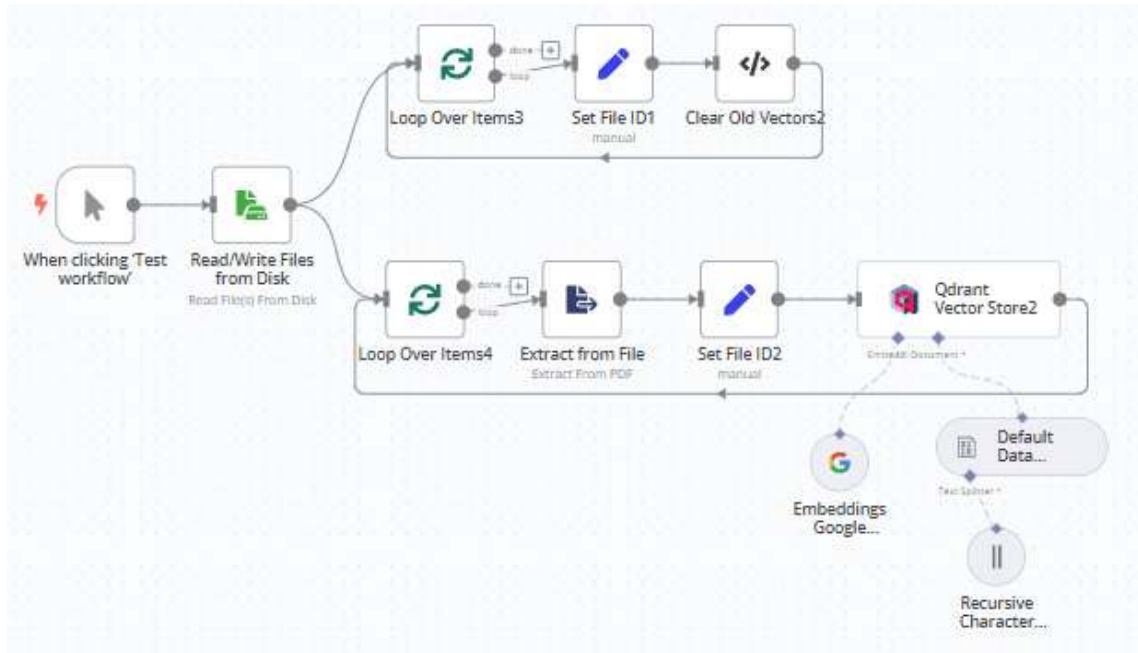 done
loop
Loop Over Items3
Set File ID1
manual
Clear Old Vectors2
When clicking 'Test
workflow'
Read/Write Files
from Disk
Read File(s) From Disk
done
loop
Loop Over Items4
Extract from File
Extract From PDF
Set File ID2
manual
Qdrant
Vector Store2
Document *
Embeddings
Google...
Default
Data...
Text Splitter *
Recursive
Character...